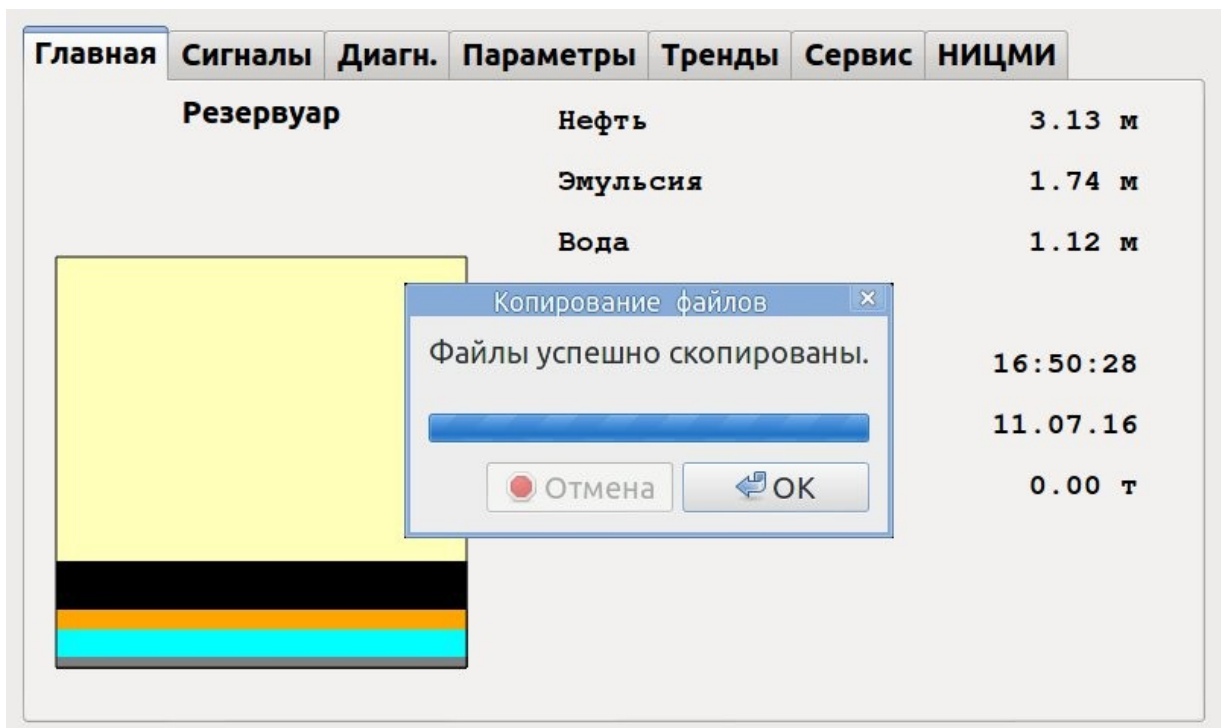 Главная Сигналы Диагн. Параметры Тренды Сервис НИЦМИ
Резервуар
Нефть 3.13 м
Эмульсия 1.74 м
Вода 1.12 м
Копирование файлов
Файлы успешно скопированы.
Отмена OK
16:50:28
11.07.16
0.00 т